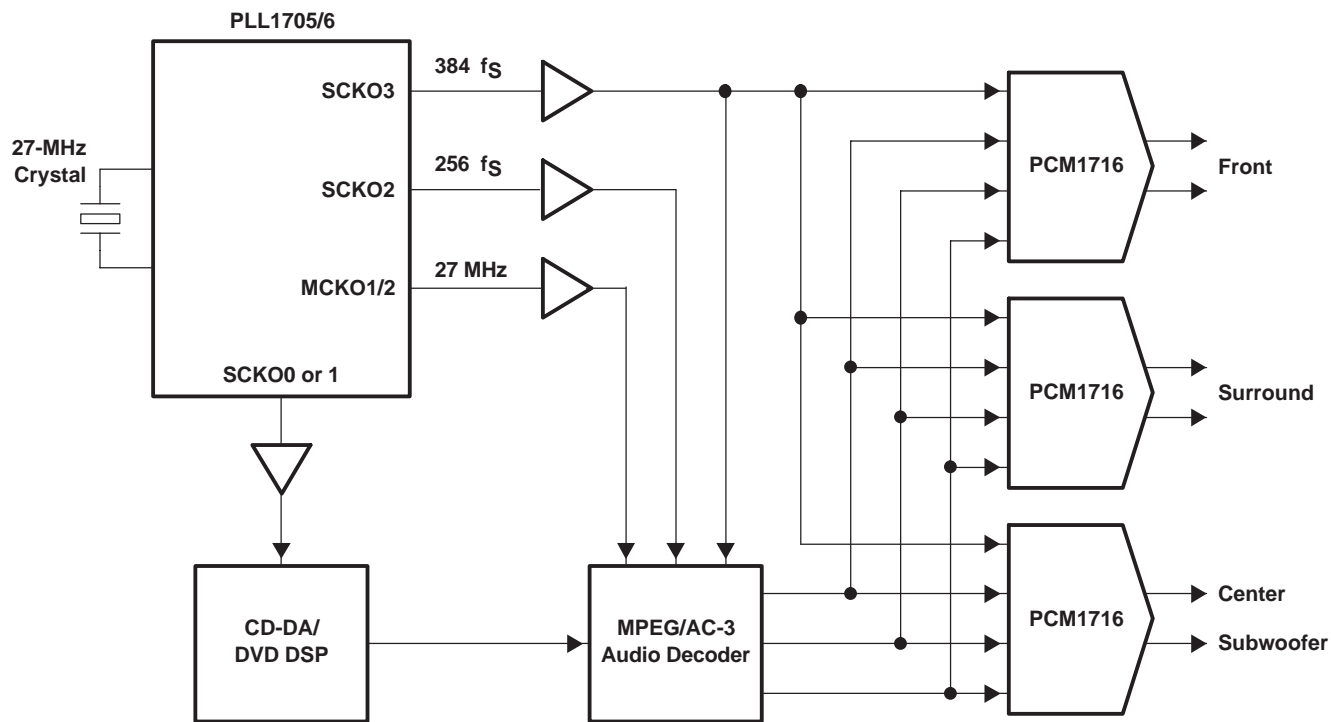 PLL1705/6
27-MHz
Crystal
SCKO3
384 fS
SCKO2
256 fS
MCKO1/2
27 MHz
SCKO0 or 1
PCM1716
Front
PCM1716
Surround
PCM1716
Center
Subwoofer
CD-DA/
DVD DSP
MPEG/AC-3
Audio Decoder